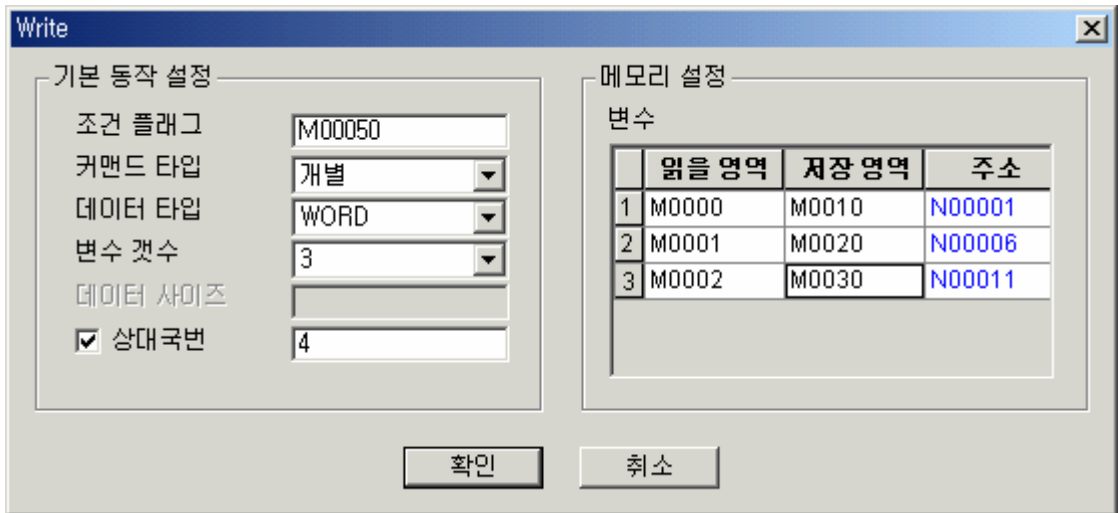 Write
기본 동작 설정
조건 플래그 M00050
커맨드 타입 개별
데이터 타입 WORD
변수 갯수 3
데이터 사이즈
상대국번 4
메모리 설정
변수
읽을 영역 저장 영역 주소
1 M0000 M0010 N00001
2 M0001 M0020 N00006
3 M0002 M0030 N00011
확인 취소